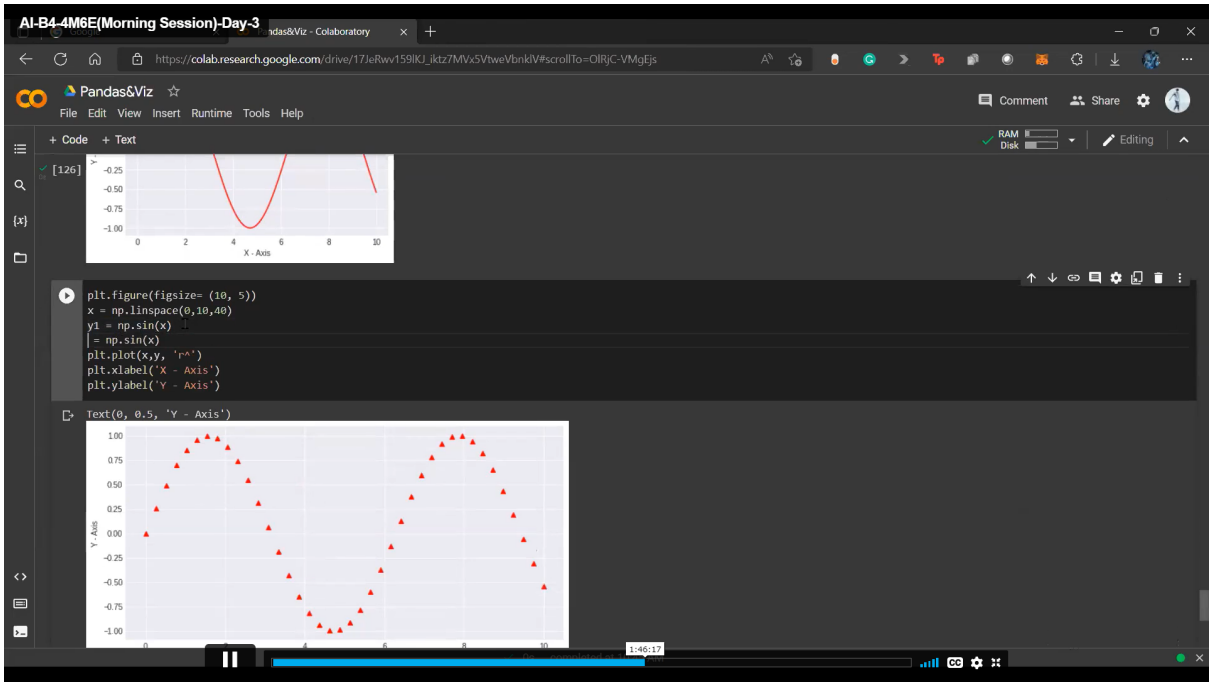 AI-B4-4M6E(Morning Session)-Day-3
Pandas&Viz - Colaboratory
https://colab.research.google.com/drive/17JeRwv159lKJ_iktz7MVx5VtweVbnklV#scrollTo=OlRjC-VMgEjs
Pandas&Viz
Comment
Share
File Edit View Insert Runtime Tools Help
+ Code + Text
RAM
Disk
Editing
[126]
-0.25
-0.50
-0.75
-1.00
0 2 4 6 8 10
X - Axis
plt.figure(figsize= (10, 5))
x = np.linspace(0,10,40)
y1 = np.sin(x)
= np.sin(x)
plt.plot(x,y, 'r^')
plt.xlabel('X - Axis')
plt.ylabel('Y - Axis')
Text(0, 0.5, 'Y - Axis')
1.00
0.75
0.50
0.25
0.00
-0.25
-0.50
-0.75
-1.00
Y - Axis
1:46:17
CC